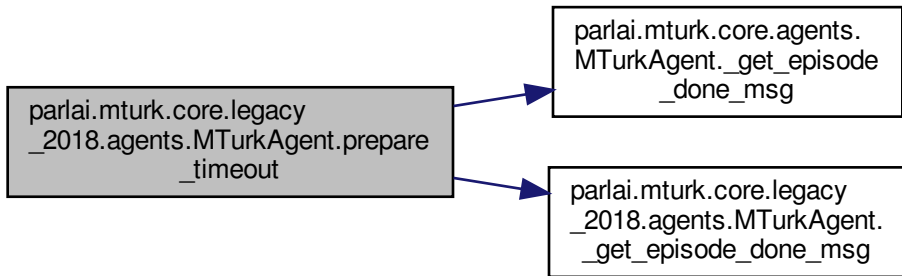 parlai.mturk.core.legacy
_2018.agents.MTurkAgent.prepare
_timeout
parlai.mturk.core.agents.
MTurkAgent._get_episode
_done_msg
parlai.mturk.core.legacy
_2018.agents.MTurkAgent.
_get_episode_done_msg